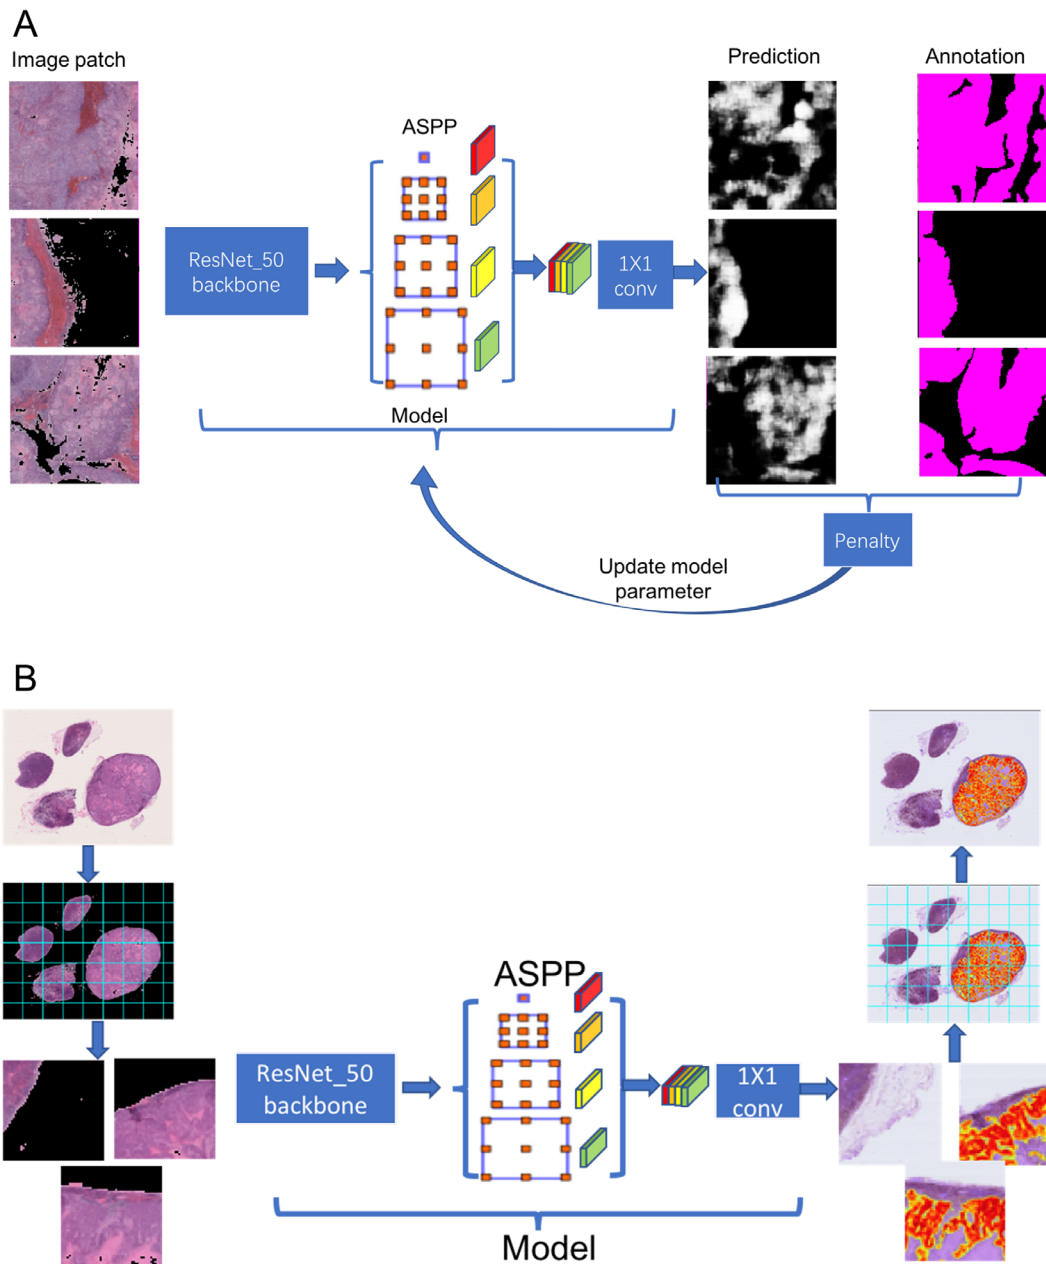 A
Image patch
Prediction
Annotation
ASPP
ResNet_50
backbone
1X1
conv
Model
Penalty
Update model
parameter
B
ASPP
ResNet_50
backbone
1X1
conv
Model